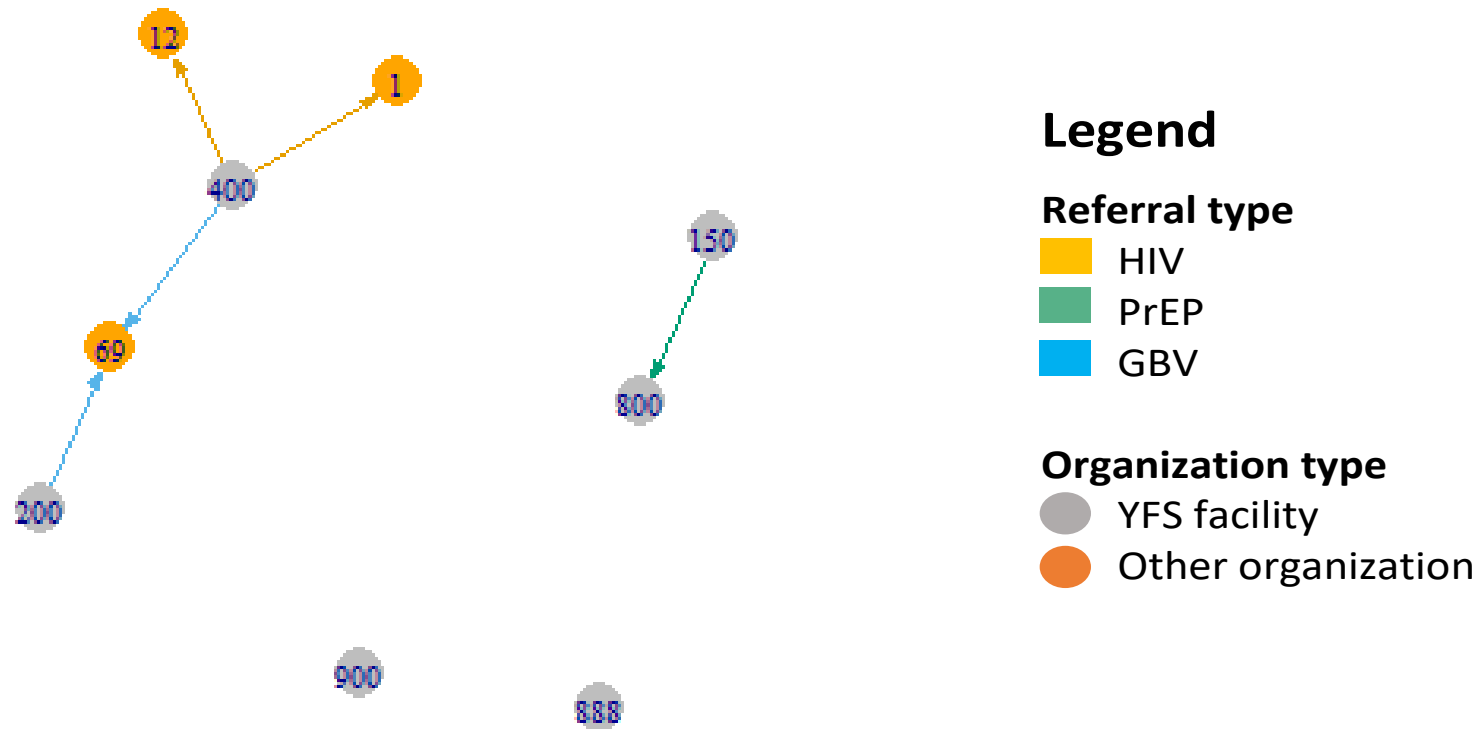 12
1
400
150
69
800
200
900
888
Legend
Referral type
HIV
PrEP
GBV
Organization type
YFS facility
Other organization